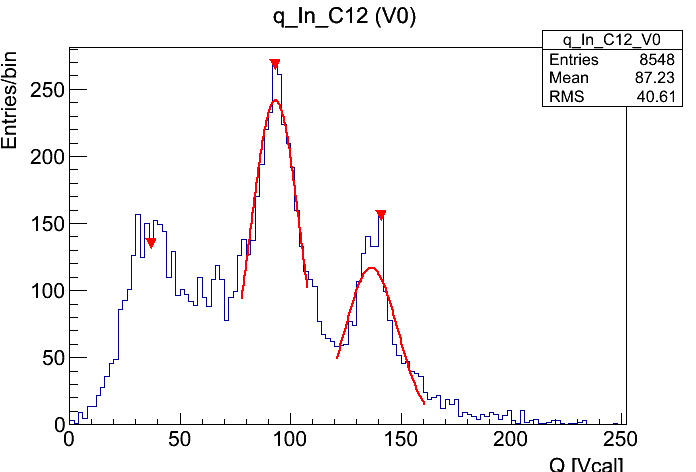 q_In_C12 (V0)
q_In_C12_V0
Entries 8548
Mean 87.23
RMS 40.61
Entries/bin
250
200
150
100
50
0
0 50 100 150 200 250
Q [Vcal]